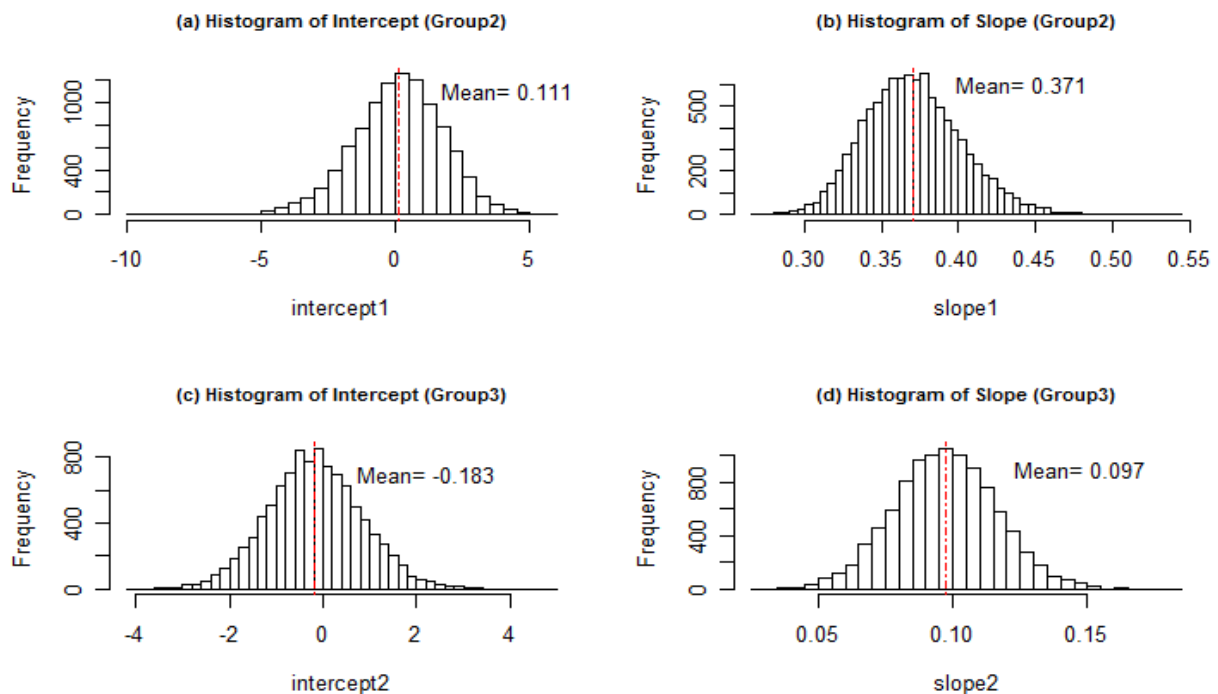 (a) Histogram of Intercept (Group2)
Frequency
0 400 1000
Mean= 0.111
-10 -5 0 5
intercept1
(b) Histogram of Slope (Group2)
Frequency
0 200 500
Mean= 0.371
0.30 0.35 0.40 0.45 0.50 0.55
slope1
(c) Histogram of Intercept (Group3)
Frequency
0 400 800
Mean= -0.183
-4 -2 0 2 4
intercept2
(d) Histogram of Slope (Group3)
Frequency
0 400 800
Mean= 0.097
0.05 0.10 0.15
slope2